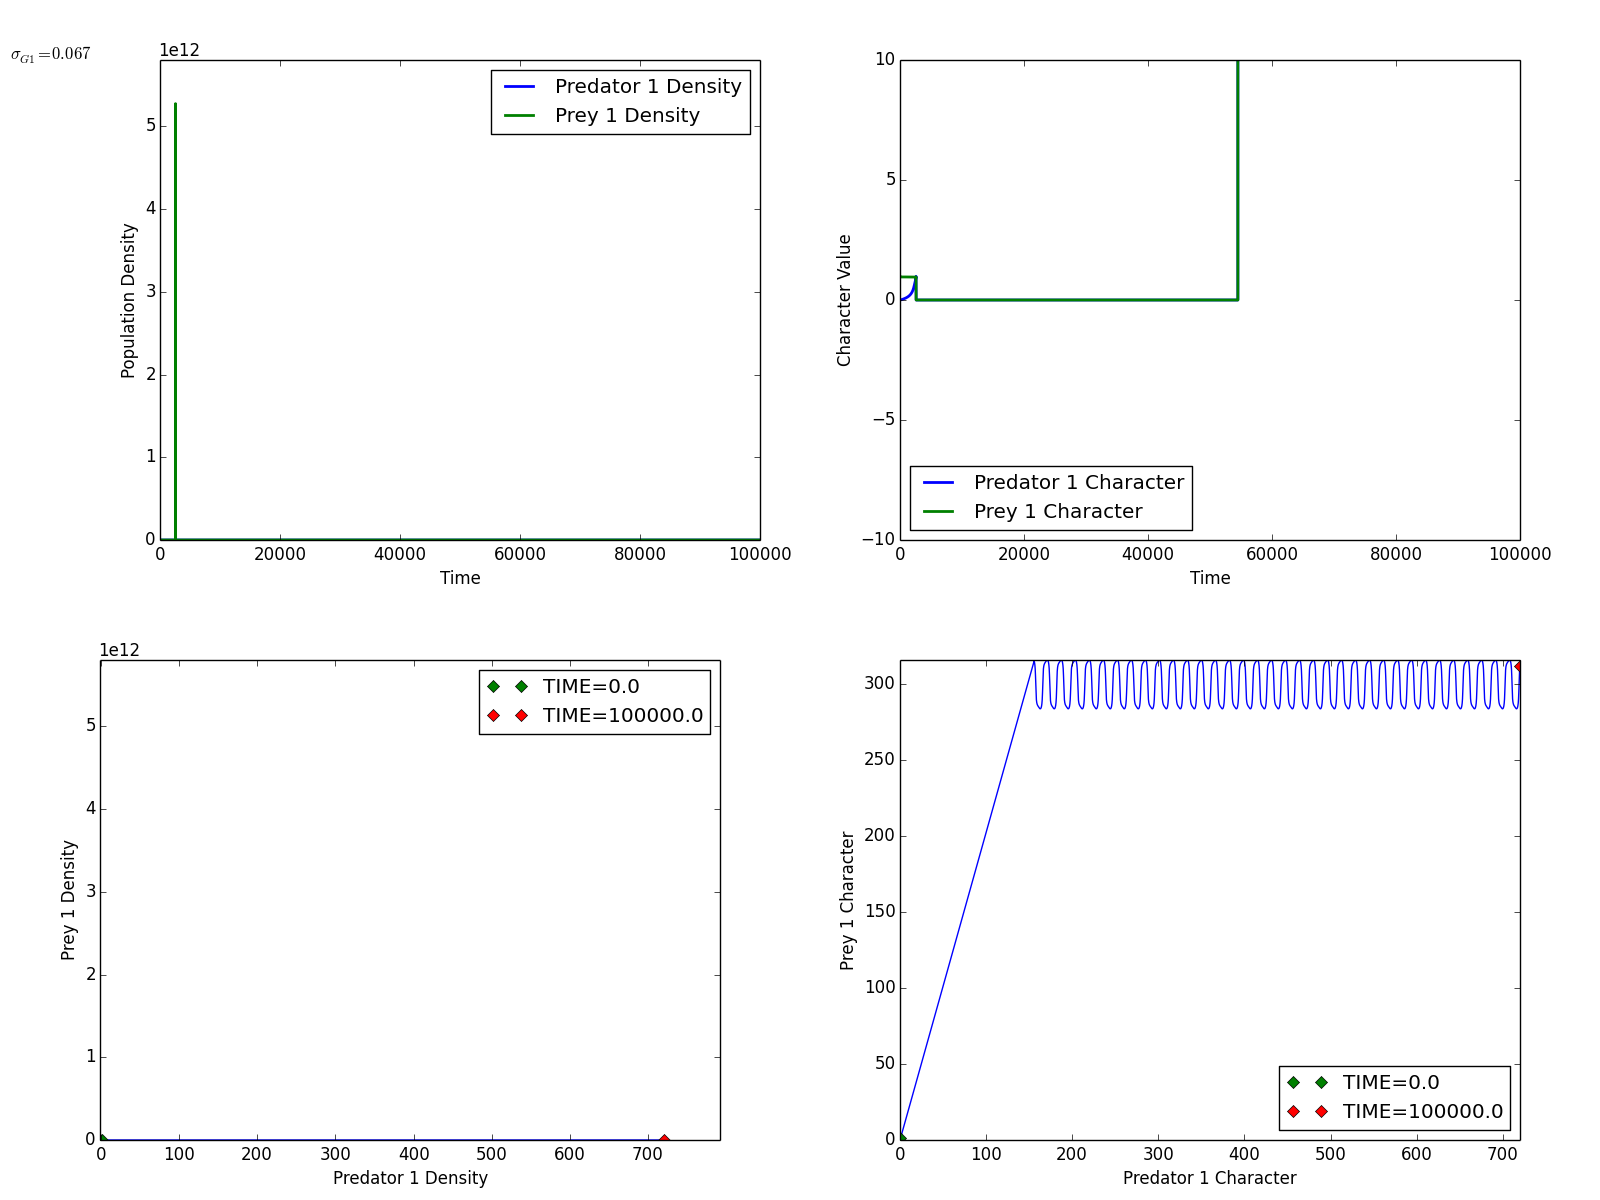 σ_{G1}=0.067
1e12
Predator 1 Density
Prey 1 Density
5
4
3
2
1
0
Population Density
0 20000 40000 60000 80000 100000
Time
10
5
0
−5
−10
Character Value
Predator 1 Character
Prey 1 Character
0 20000 40000 60000 80000 100000
Time
1e12
TIME=0.0
TIME=100000.0
5
4
3
2
1
0
Prey 1 Density
0 100 200 300 400 500 600 700
Predator 1 Density
300
250
200
150
100
50
0
Prey 1 Character
TIME=0.0
TIME=100000.0
0 100 200 300 400 500 600 700
Predator 1 Character